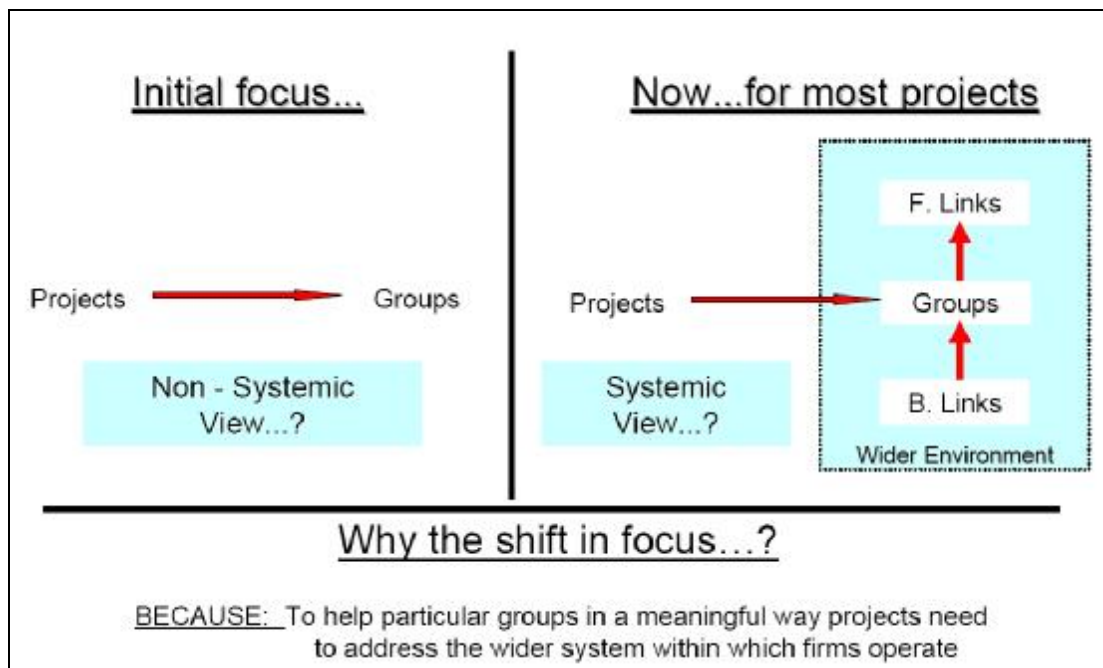 Initial focus...
Now...for most projects
F. Links
Projects
Groups
Projects
Groups
Non - Systemic
View...?
Systemic
View...?
B. Links
Wider Environment
Why the shift in focus...?
BECAUSE: To help particular groups in a meaningful way projects need
to address the wider system within which firms operate